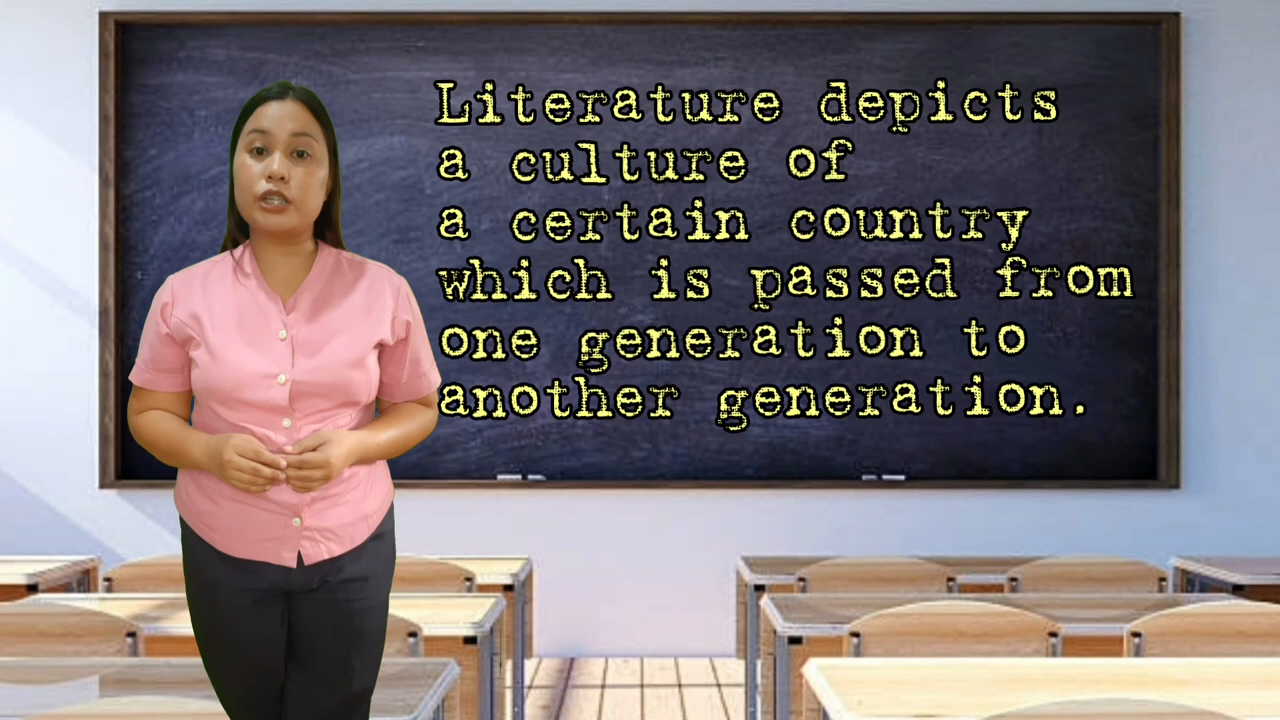 Literature depicts
a culture of
a certain country
which is passed from
one generation to
another generation.